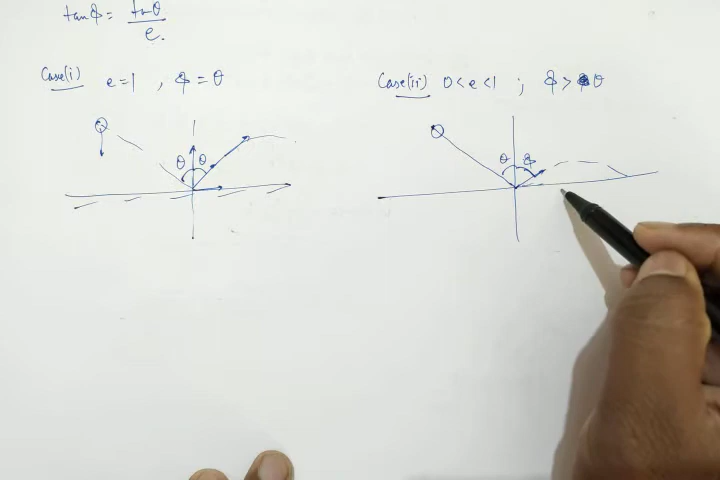 tanφ = tanθ / e.
Case(i) e=1 , φ=θ
Case(ii) 0<e<1 ; φ>θ
θ θ
θ φ